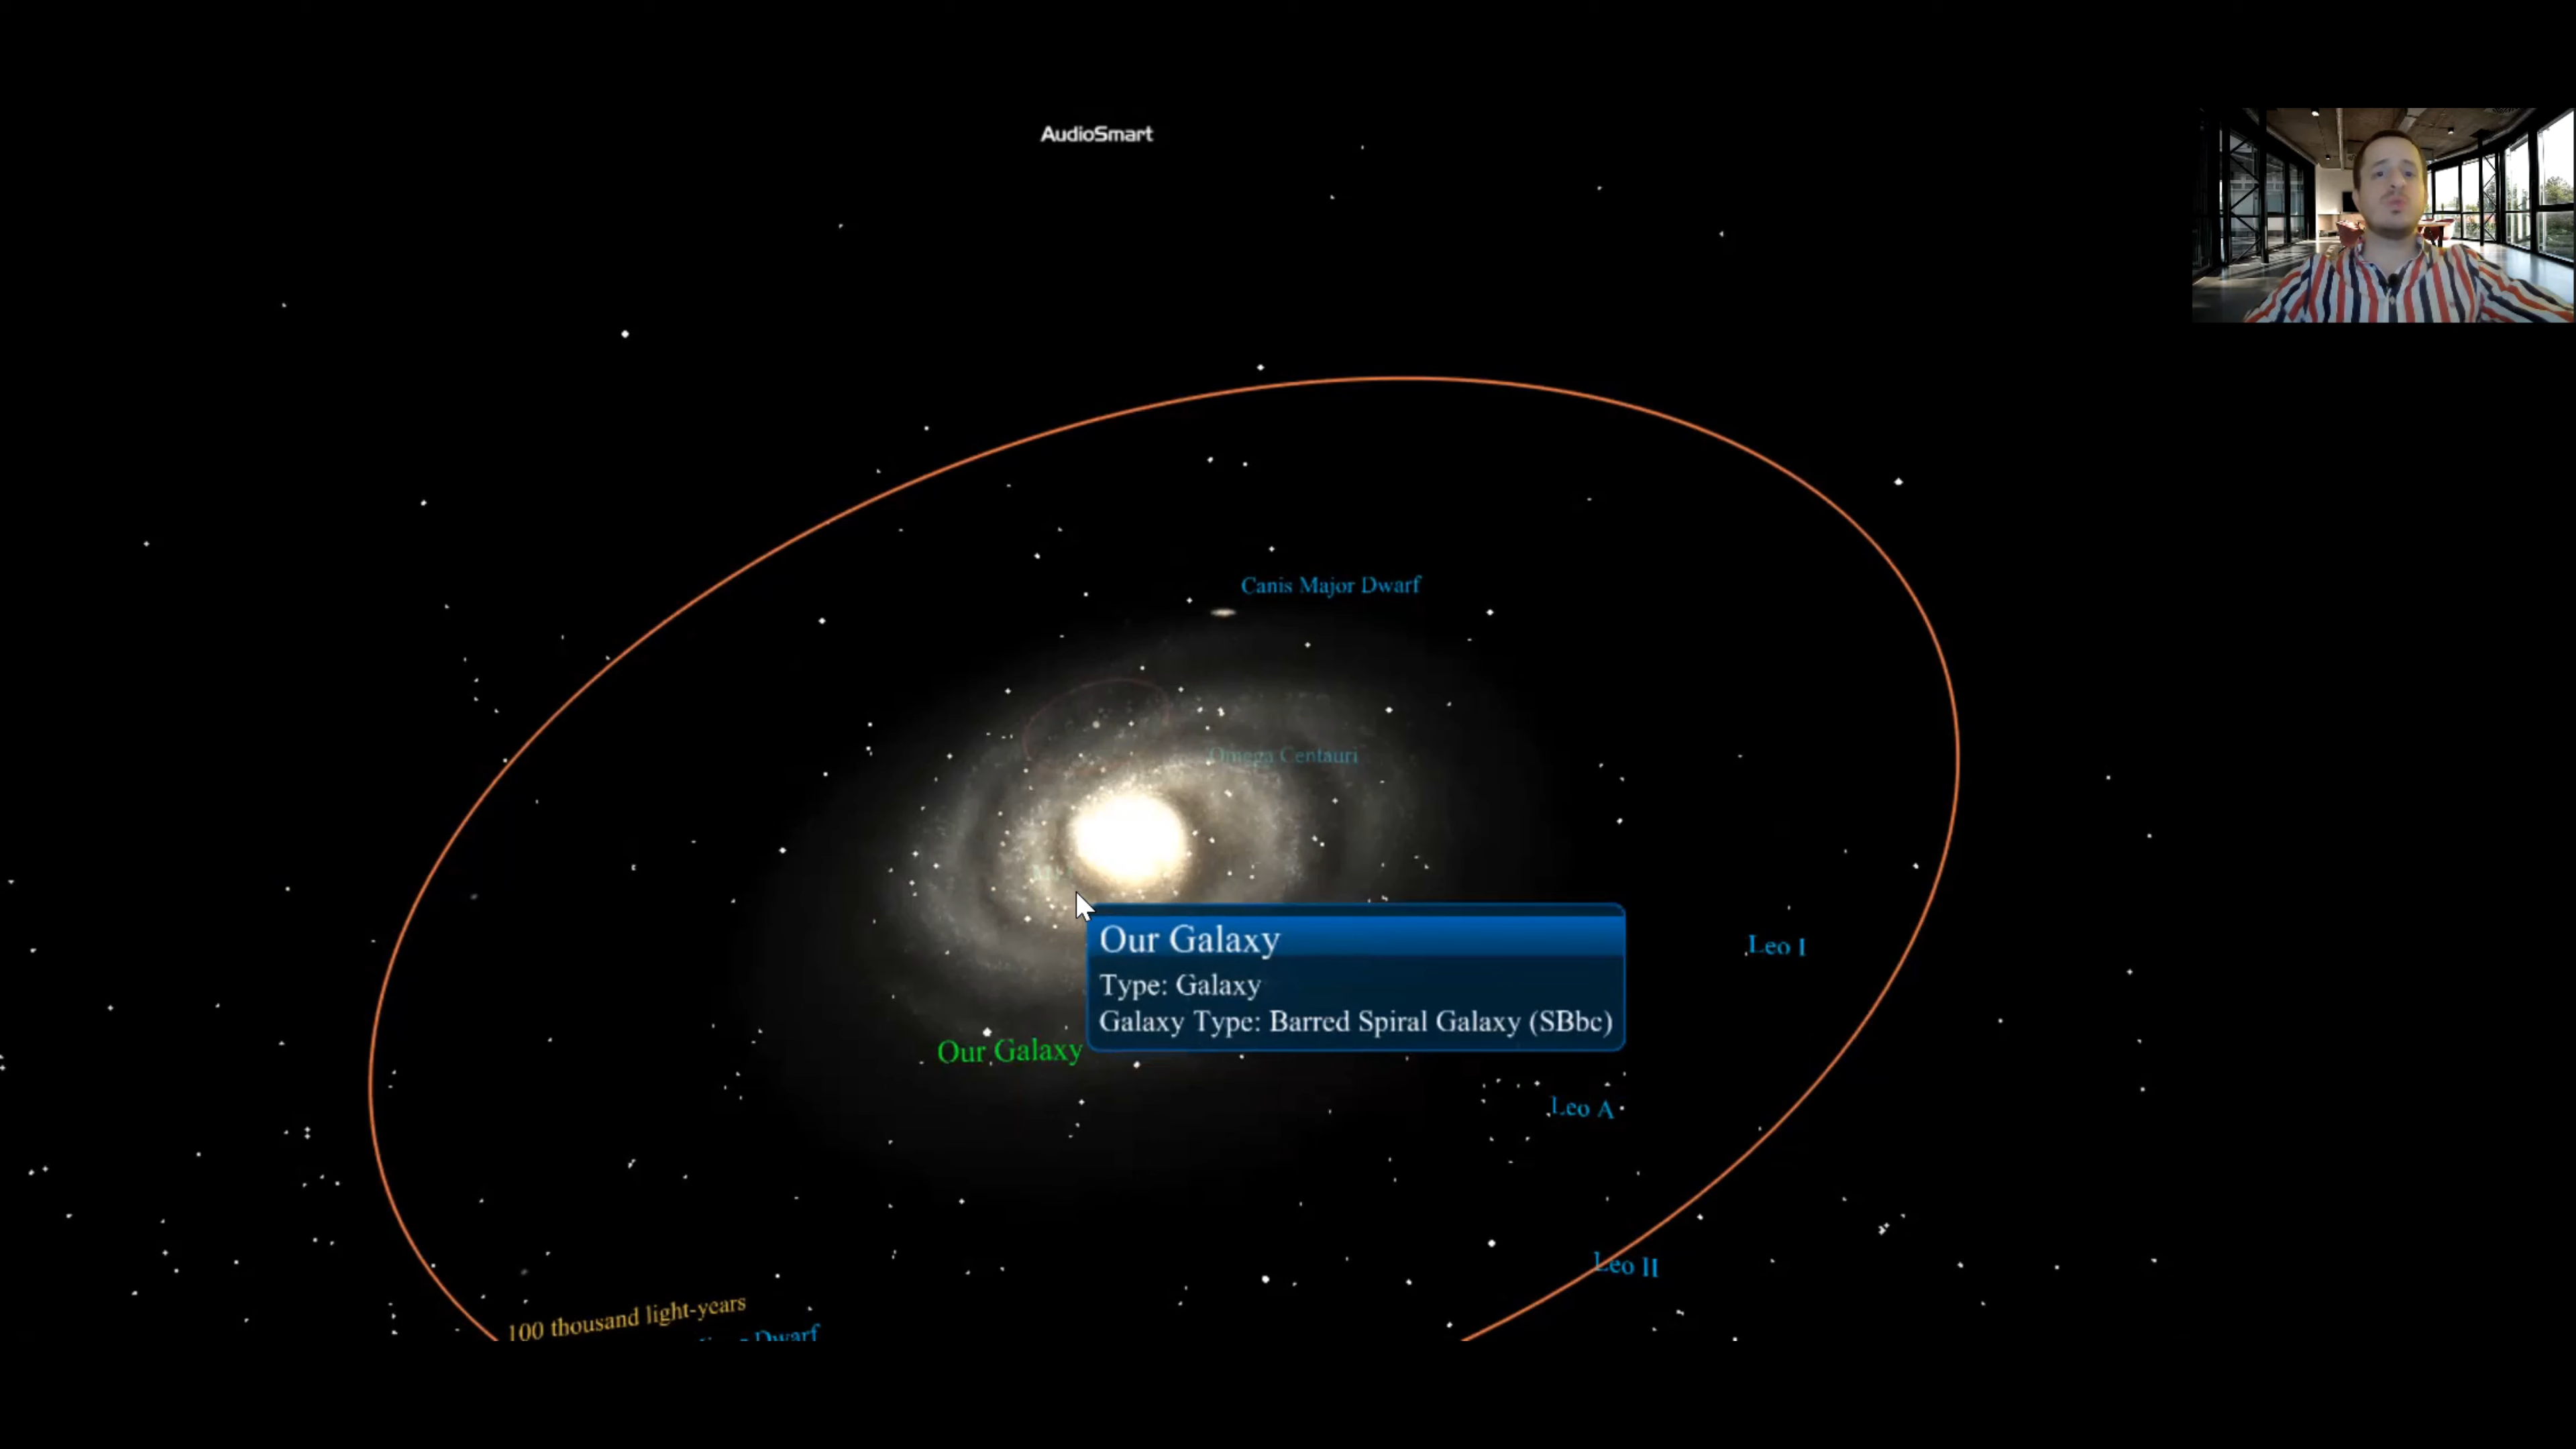 AudioSmart
Canis Major Dwarf
Omega Centauri
Our Galaxy
Type: Galaxy
Galaxy Type: Barred Spiral Galaxy (SBbc)
Leo I
Our Galaxy
Leo A
Leo II
100 thousand light-years
Dwarf